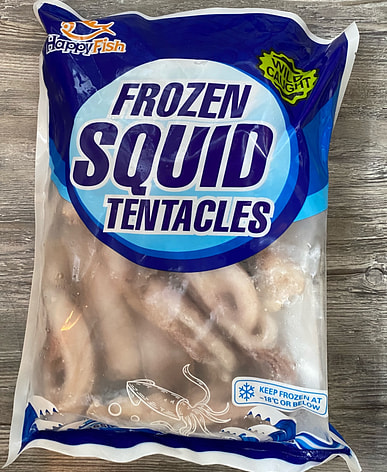 HappyFish
WILD
CAUGHT
FROZEN
SQUID
TENTACLES
KEEP FROZEN AT
-18°C OR BELOW